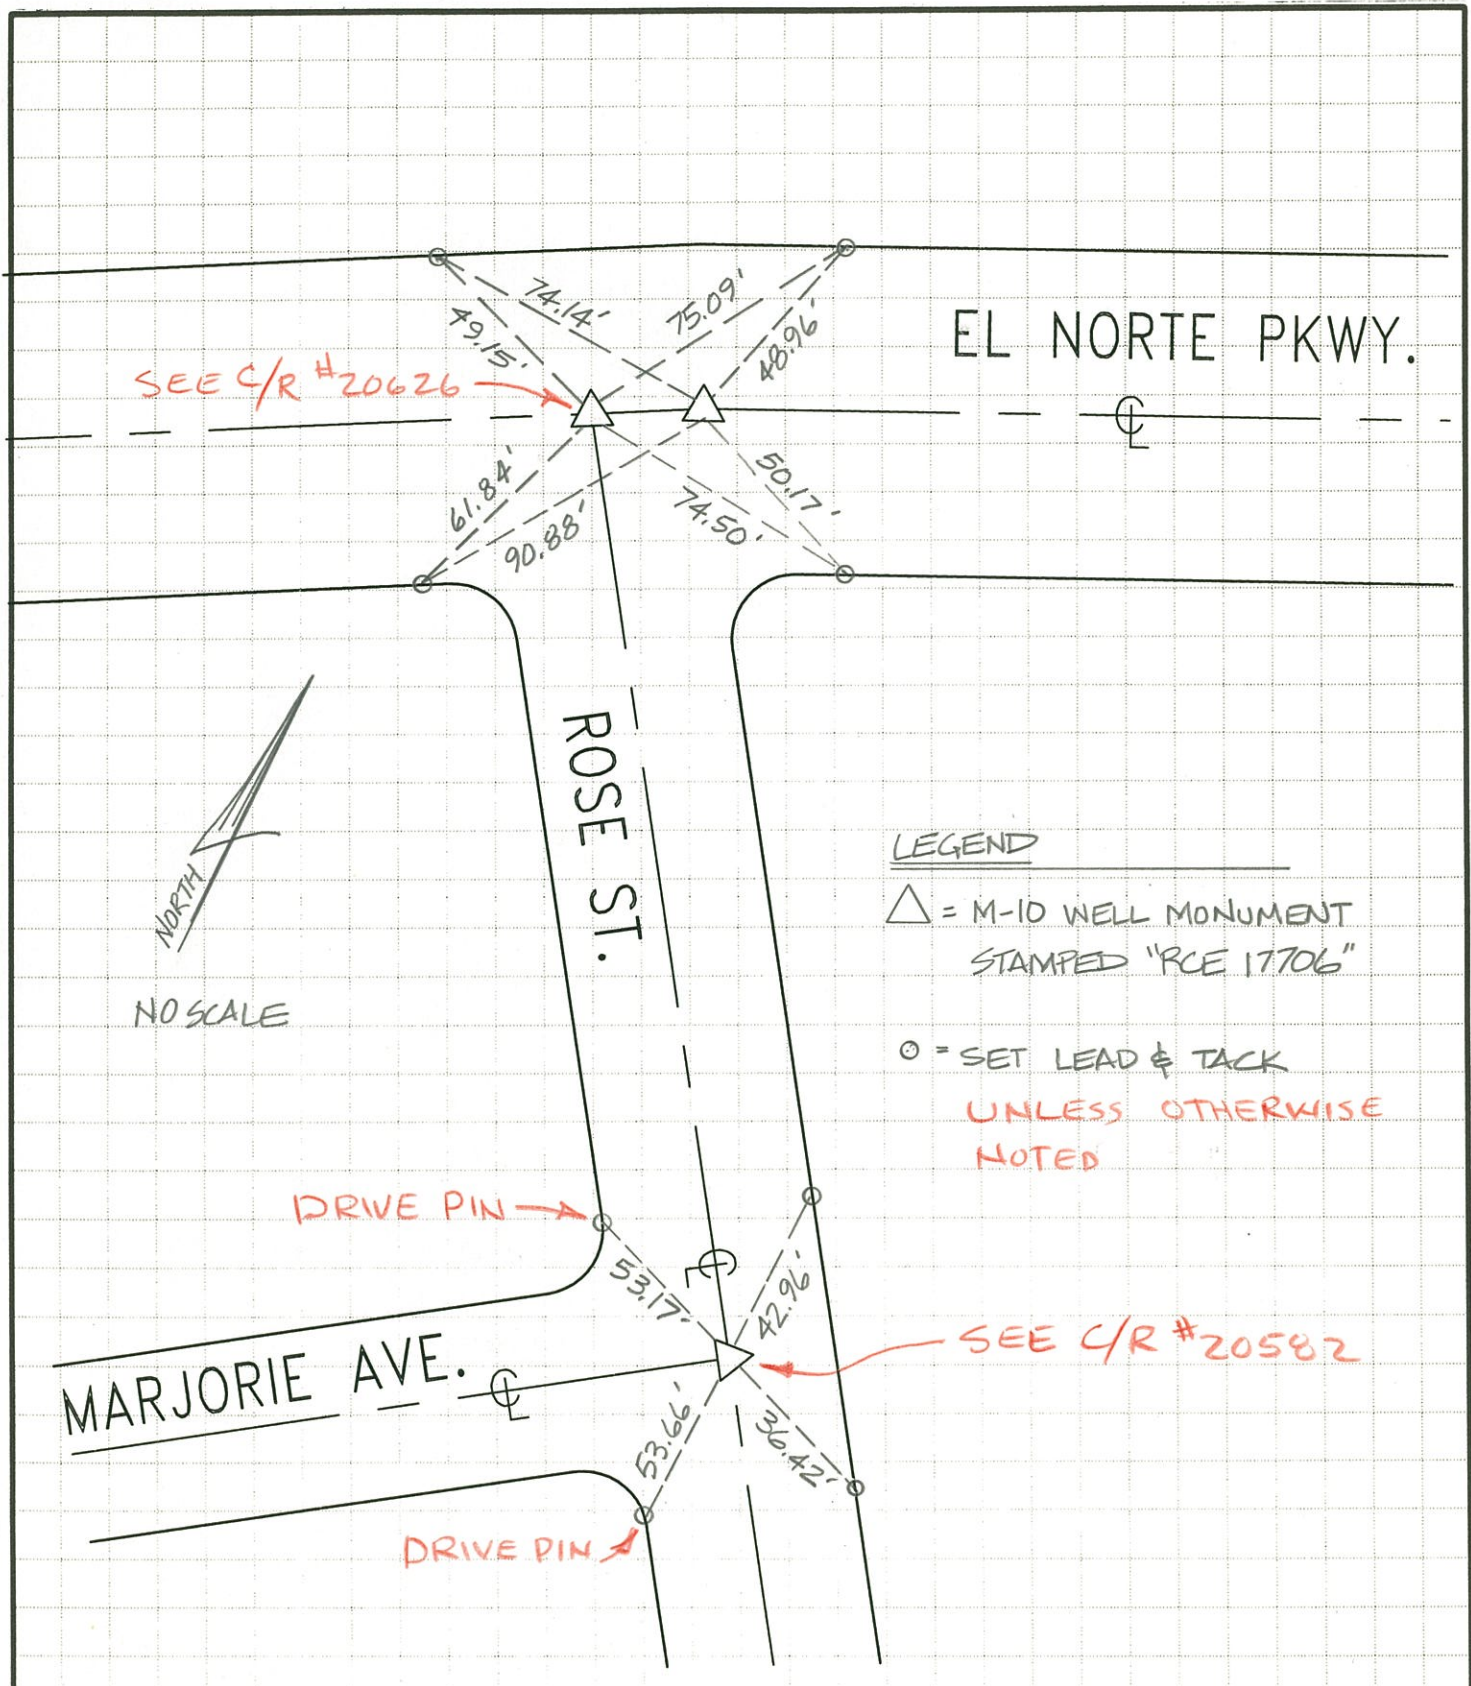 74.14'
75.09'
49.15'
48.96'
EL NORTE PKWY.
SEE C/R #20626
℄
61.84'
50.17'
90.88'
74.50'
ROSE ST.
NORTH
NO SCALE
LEGEND
△ = M-10 WELL MONUMENT
STAMPED "RCE 17706"
⊙ = SET LEAD & TACK
UNLESS OTHERWISE
NOTED
DRIVE PIN
℄
53.17'
42.96'
SEE C/R #20582
MARJORIE AVE.
℄
53.66'
36.42'
DRIVE PIN